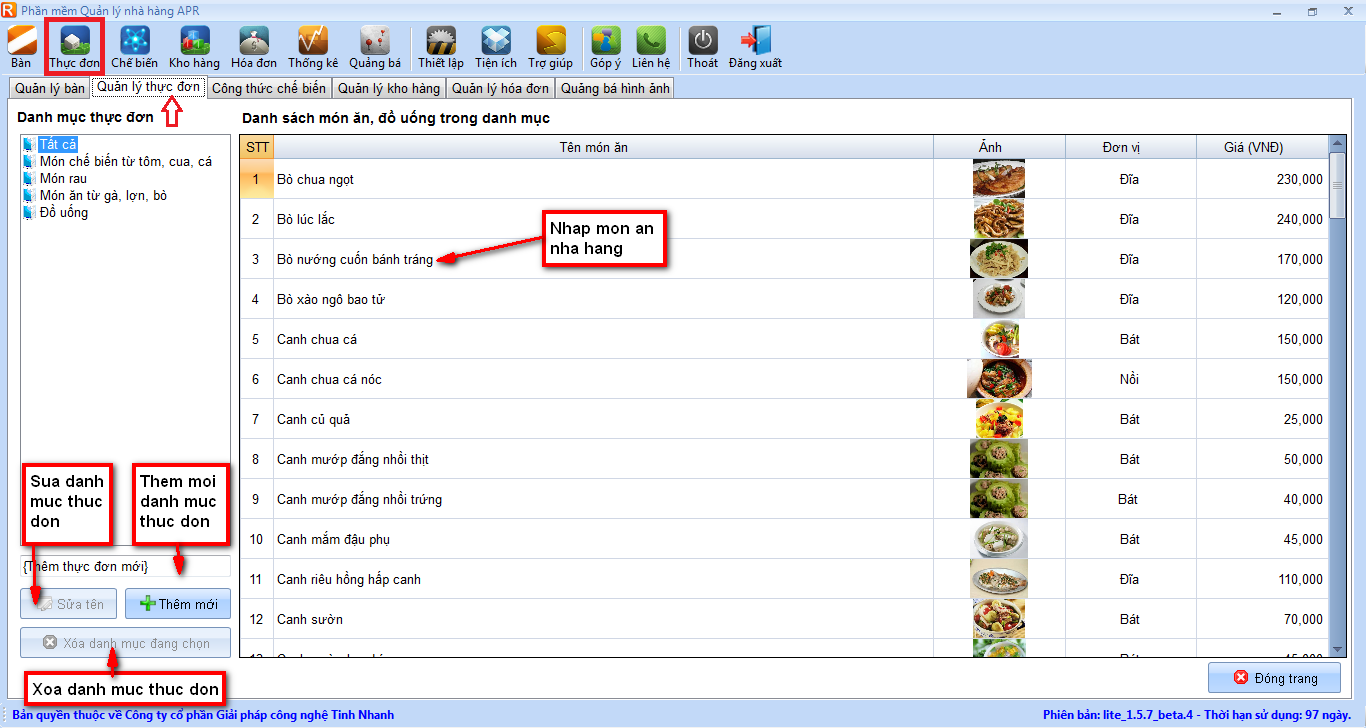 Phần mềm Quản lý nhà hàng APR
Bàn Thực đơn Chế biến Kho hàng Hóa đơn Thống kê Quảng bá Thiết lập Tiện ích Trợ giúp Góp ý Liên hệ Thoát Đăng xuất
Quản lý bàn Quản lý thực đơn Công thức chế biến Quản lý kho hàng Quản lý hóa đơn Quảng bá hình ảnh
Danh mục thực đơn
Tất cả
Món chế biến từ tôm, cua, cá
Món rau
Món ăn từ gà, lợn, bò
Đồ uống
Sua danh
muc thuc
don
Them moi
danh muc
thuc don
{Thêm thực đơn mới}
Sửa tên Thêm mới
Xóa danh mục đang chọn
Xoa danh muc thuc don
Danh sách món ăn, đồ uống trong danh mục
STT Tên món ăn Ảnh Đơn vị Giá (VNĐ)
1 Bò chua ngọt Đĩa 230,000
2 Bò lúc lắc Đĩa 240,000
Nhap mon an
nha hang
3 Bò nướng cuốn bánh tráng Đĩa 170,000
4 Bò xào ngô bao tử Đĩa 120,000
5 Canh chua cá Bát 150,000
6 Canh chua cá nóc Nồi 150,000
7 Canh củ quả Bát 25,000
8 Canh mướp đắng nhồi thịt Bát 50,000
9 Canh mướp đắng nhồi trứng Bát 40,000
10 Canh mắm đậu phụ Bát 45,000
11 Canh riêu hồng hấp canh Đĩa 110,000
12 Canh sườn Bát 70,000
Đóng trang
Bản quyền thuộc về Công ty cổ phần Giải pháp công nghệ Tinh Nhanh
Phiên bản: lite_1.5.7_beta.4 - Thời hạn sử dụng: 97 ngày.